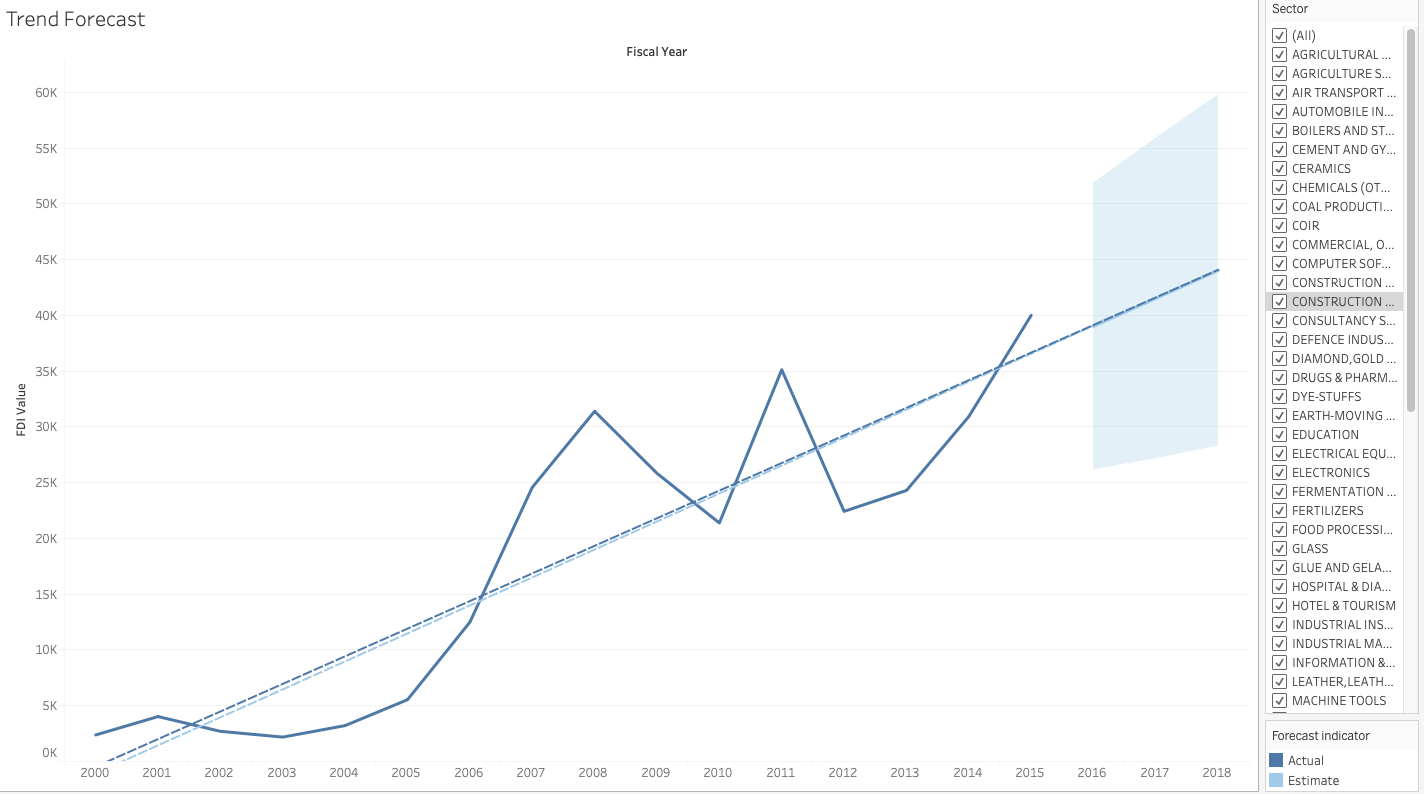 Trend Forecast
Fiscal Year
FDI Value
60K
55K
50K
45K
40K
35K
30K
25K
20K
15K
10K
5K
0K
2000 2001 2002 2003 2004 2005 2006 2007 2008 2009 2010 2011 2012 2013 2014 2015 2016 2017 2018
Sector
(All)
AGRICULTURAL ...
AGRICULTURE S...
AIR TRANSPORT ...
AUTOMOBILE IN...
BOILERS AND ST...
CEMENT AND GY...
CERAMICS
CHEMICALS (OT...
COAL PRODUCTI...
COIR
COMMERCIAL, O...
COMPUTER SOF...
CONSTRUCTION ...
CONSTRUCTION ...
CONSULTANCY S...
DEFENCE INDUS...
DIAMOND,GOLD ...
DRUGS & PHARM...
DYE-STUFFS
EARTH-MOVING ...
EDUCATION
ELECTRICAL EQU...
ELECTRONICS
FERMENTATION ...
FERTILIZERS
FOOD PROCESSI...
GLASS
GLUE AND GELA...
HOSPITAL & DIA...
HOTEL & TOURISM
INDUSTRIAL INS...
INDUSTRIAL MA...
INFORMATION &...
LEATHER,LEATH...
MACHINE TOOLS
Forecast indicator
Actual
Estimate